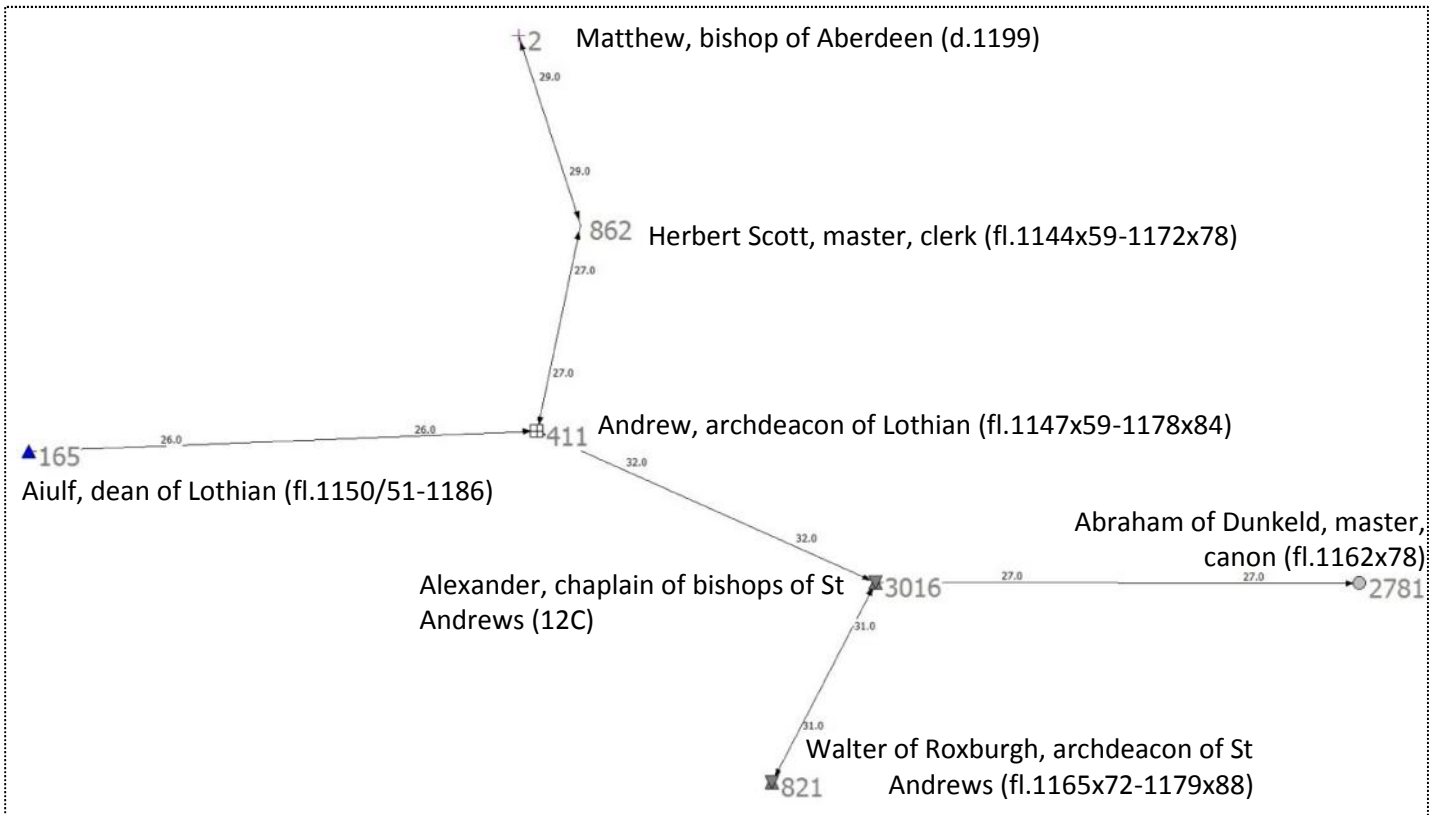 2 Matthew, bishop of Aberdeen (d.1199)
29.0
29.0
862 Herbert Scott, master, clerk (fl.1144x59-1172x78)
27.0
27.0
411 Andrew, archdeacon of Lothian (fl.1147x59-1178x84)
26.0 26.0
165
32.0
Aiulf, dean of Lothian (fl.1150/51-1186)
32.0
Abraham of Dunkeld, master,
canon (fl.1162x78)
Alexander, chaplain of bishops of St
Andrews (12C)
3016 27.0 27.0 2781
31.0
31.0
Walter of Roxburgh, archdeacon of St
Andrews (fl.1165x72-1179x88)
821